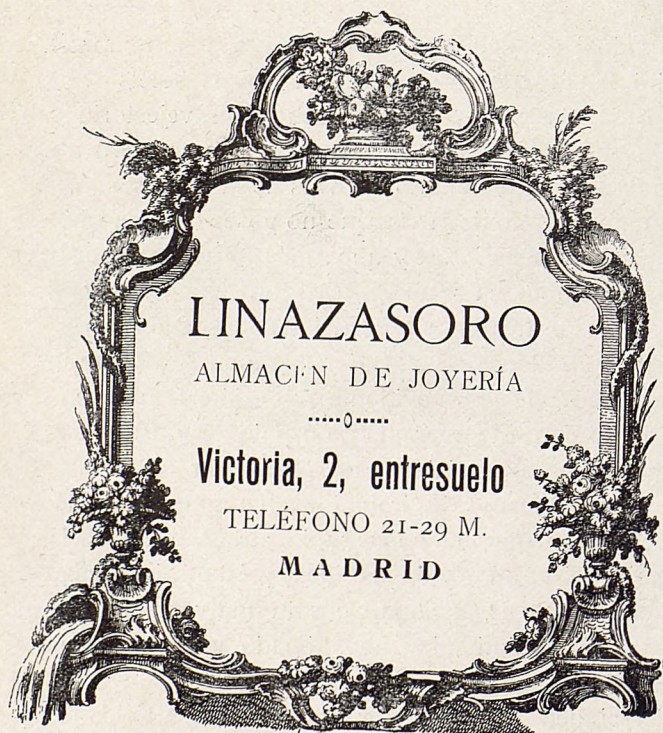 LINAZASORO
ALMACEN DE JOYERÍA
Victoria, 2, entresuelo
TELÉFONO 21-29 M.
MADRID